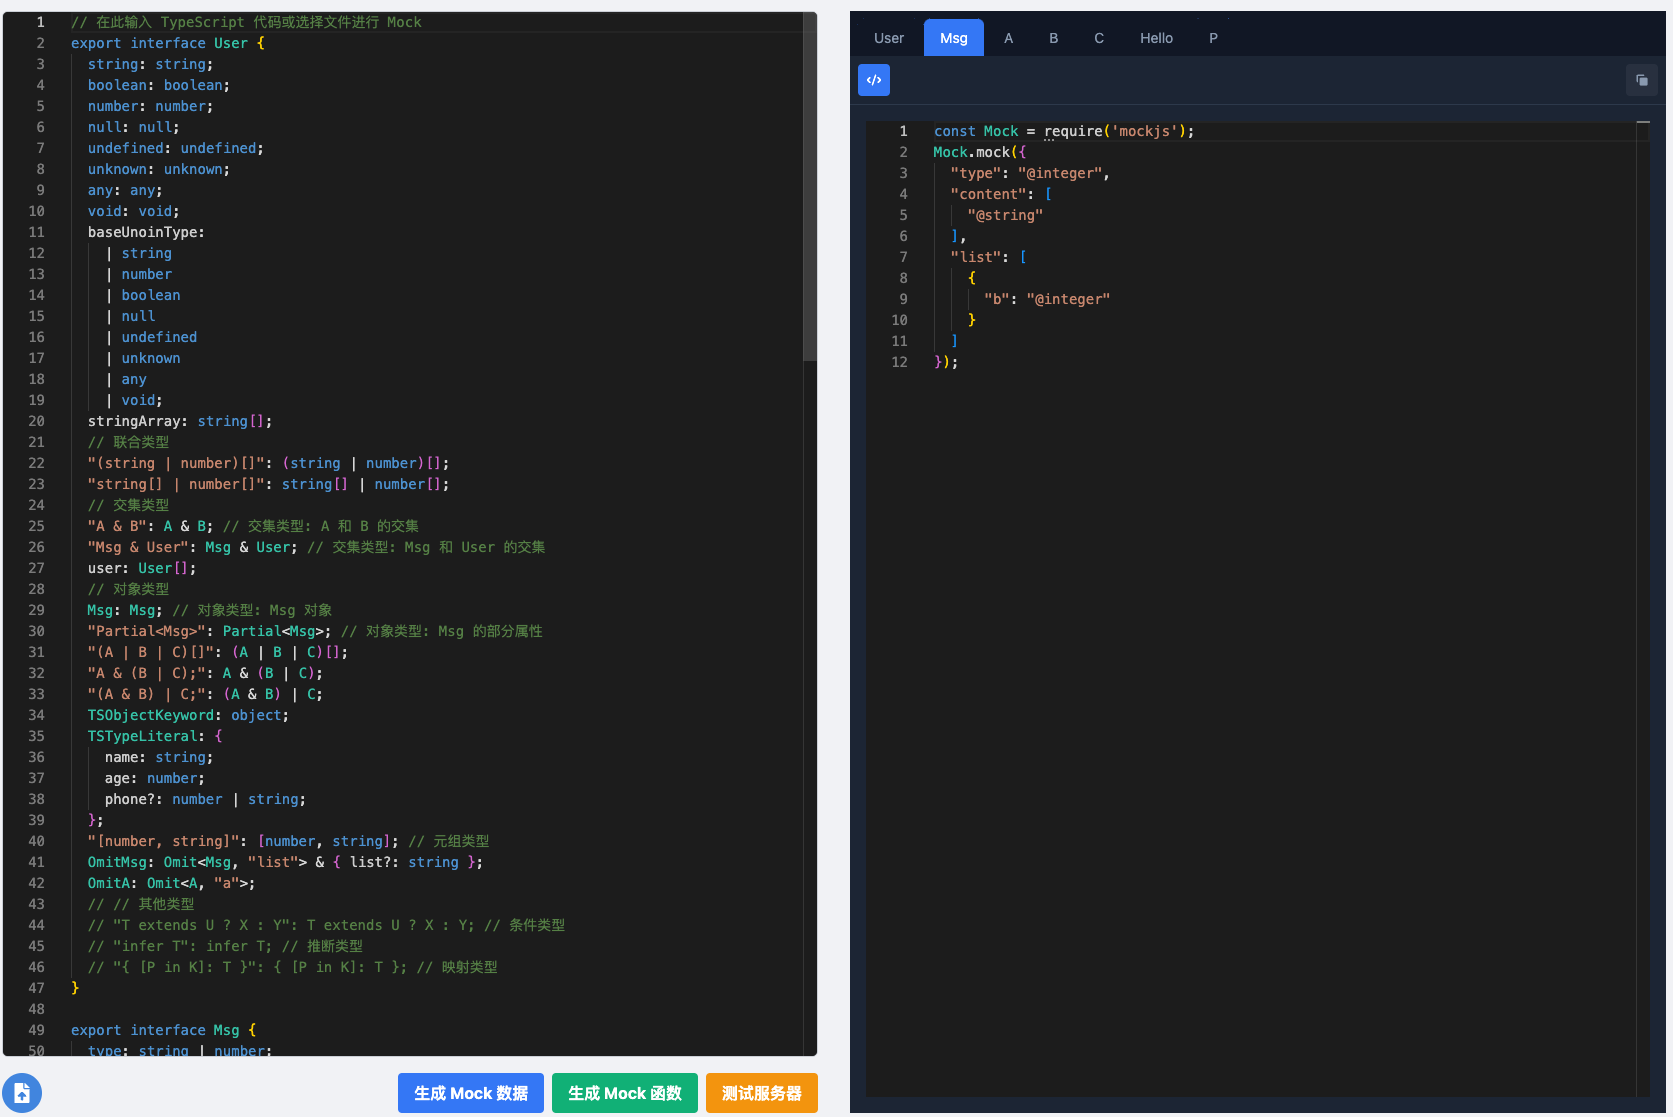 1 // 在此输入 TypeScript 代码或选择文件进行 Mock
2 export interface User {
3 string: string;
4 boolean: boolean;
5 number: number;
6 null: null;
7 undefined: undefined;
8 unknown: unknown;
9 any: any;
10 void: void;
11 baseUnoinType:
12 | string
13 | number
14 | boolean
15 | null
16 | undefined
17 | unknown
18 | any
19 | void;
20 stringArray: string[];
21 // 联合类型
22 "(string | number)[]": (string | number)[];
23 "string[] | number[]": string[] | number[];
24 // 交集类型
25 "A & B": A & B; // 交集类型: A 和 B 的交集
26 "Msg & User": Msg & User; // 交集类型: Msg 和 User 的交集
27 user: User[];
28 // 对象类型
29 Msg: Msg; // 对象类型: Msg 对象
30 "Partial<Msg>": Partial<Msg>; // 对象类型: Msg 的部分属性
31 "(A | B | C)[]": (A | B | C)[];
32 "A & (B | C);": A & (B | C);
33 "(A & B) | C;": (A & B) | C;
34 TSObjectKeyword: object;
35 TSTypeLiteral: {
36 name: string;
37 age: number;
38 phone?: number | string;
39 };
40 "[number, string]": [number, string]; // 元组类型
41 OmitMsg: Omit<Msg, "list"> & { list?: string };
42 OmitA: Omit<A, "a">;
43 // // 其他类型
44 // "T extends U ? X : Y": T extends U ? X : Y; // 条件类型
45 // "infer T": infer T; // 推断类型
46 // "{ [P in K]: T }": { [P in K]: T }; // 映射类型
47 }
48
49 export interface Msg {
50 type: string | number;
生成 Mock 数据 生成 Mock 函数 测试服务器
User Msg A B C Hello P
</>
1 const Mock = require('mockjs');
2 Mock.mock({
3 "type": "@integer",
4 "content": [
5 "@string"
6 ],
7 "list": [
8 {
9 "b": "@integer"
10 }
11 ]
12 });